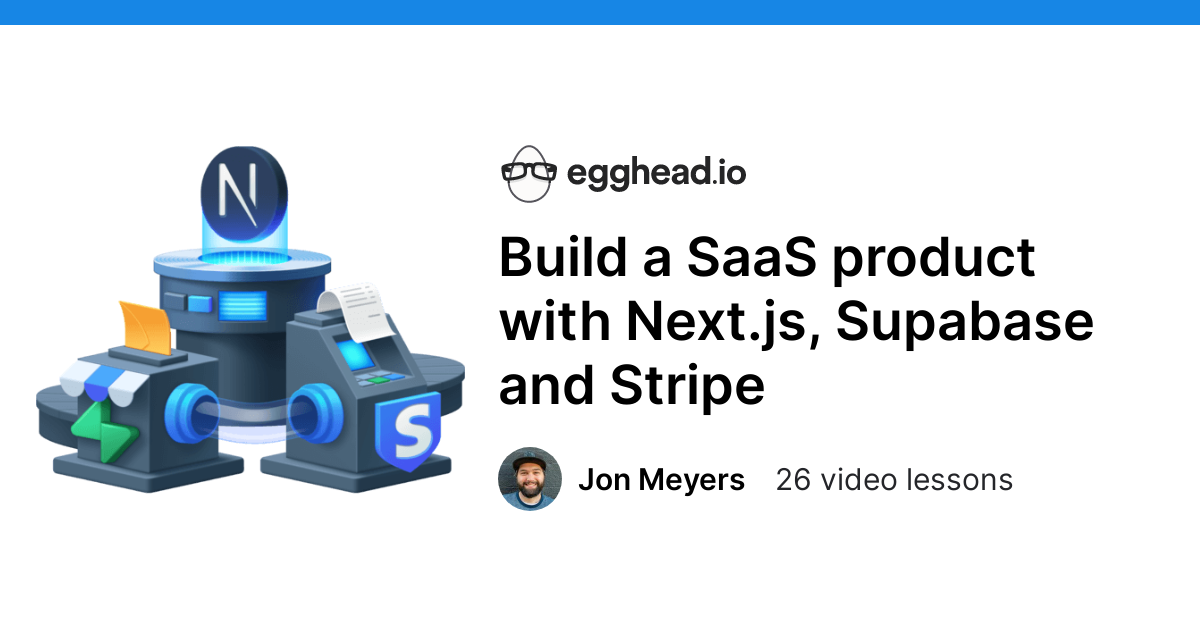 N
S
egghead.io
Build a SaaS product
with Next.js, Supabase
and Stripe
Jon Meyers 26 video lessons